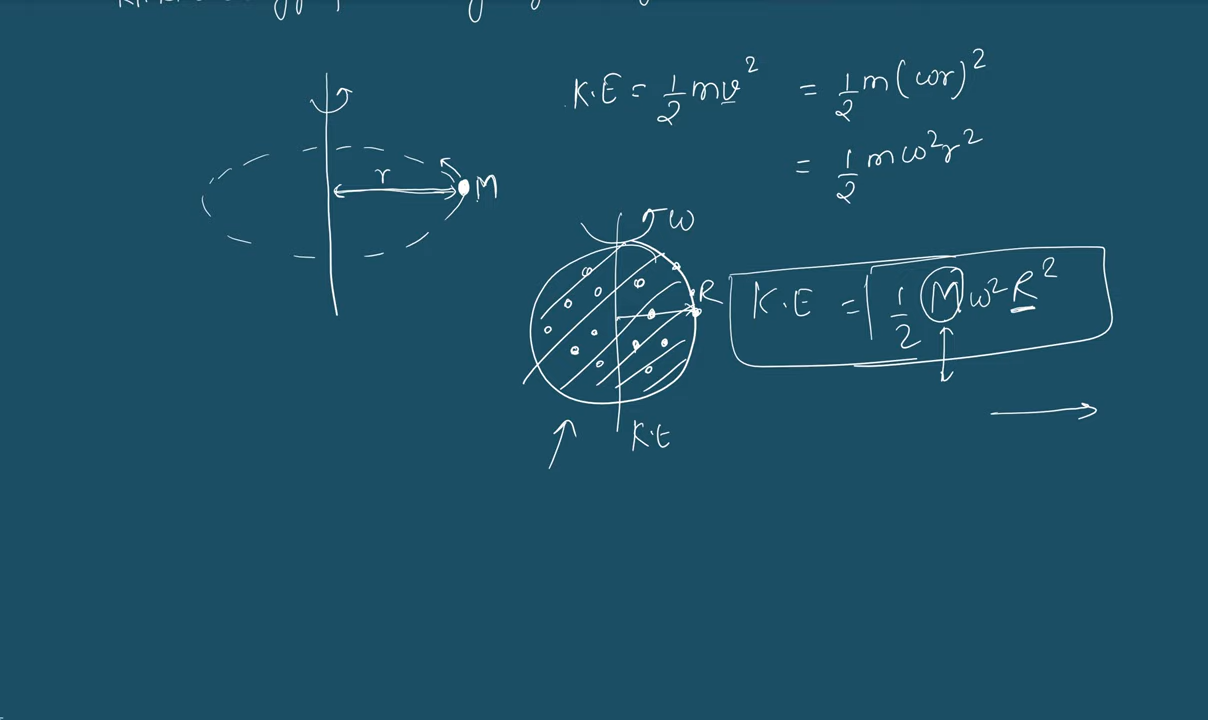 K.E = 1/2 mv² = 1/2 m(ωr)²
= 1/2 mω²r²
r
M
ω
R
K.E = 1/2 Mω²R²
K.E